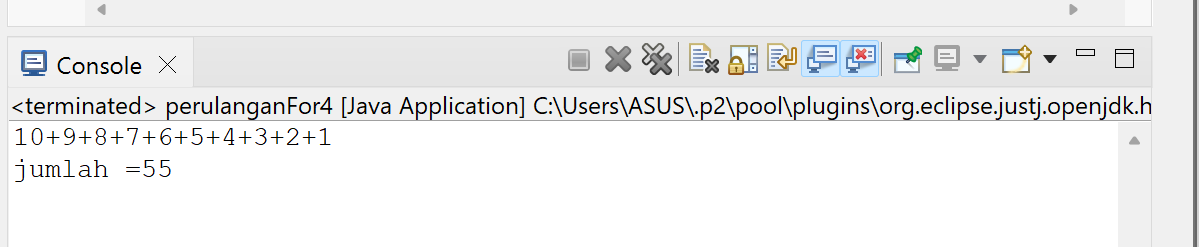 Console
<terminated> perulanganFor4 [Java Application] C:\Users\ASUS\.p2\pool\plugins\org.eclipse.justj.openjdk.h
10+9+8+7+6+5+4+3+2+1
jumlah =55